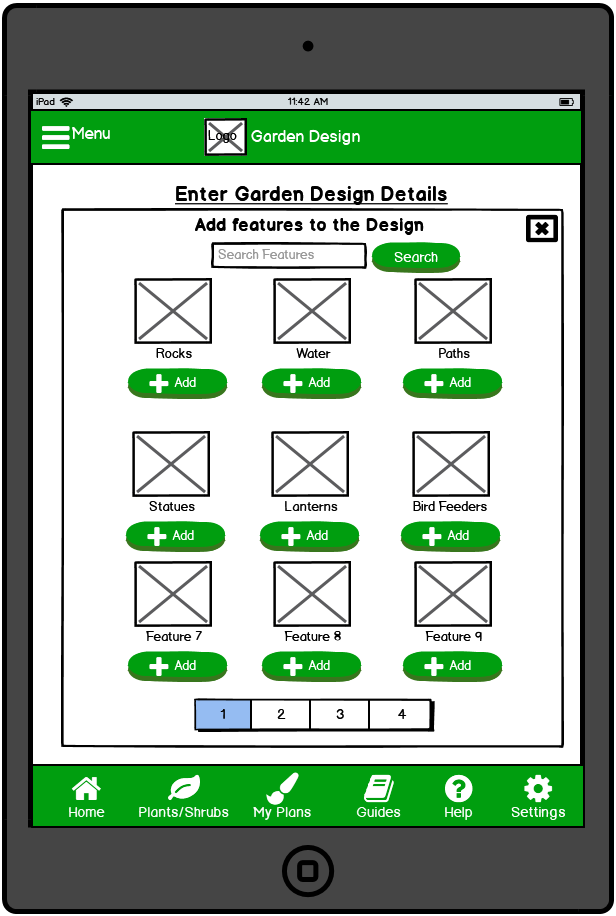 iPad 11:42 AM
Menu Logo Garden Design
Enter Garden Design Details
Add features to the Design
Search Features Search
Rocks Water Paths
Add Add Add
Statues Lanterns Bird Feeders
Add Add Add
Feature 7 Feature 8 Feature 9
Add Add Add
1 2 3 4
Home Plants/Shrubs My Plans Guides Help Settings